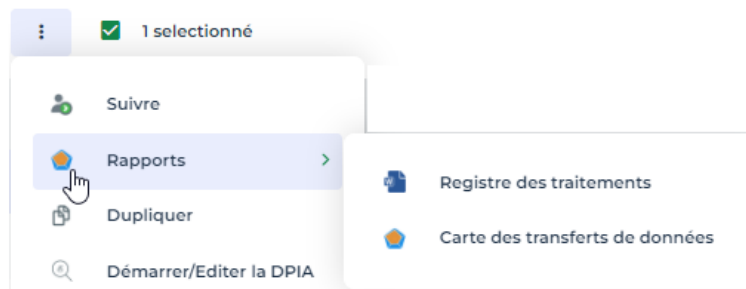 1 selectionné
Suivre
Rapports
Registre des traitements
Carte des transferts de données
Dupliquer
Démarrer/Editer la DPIA